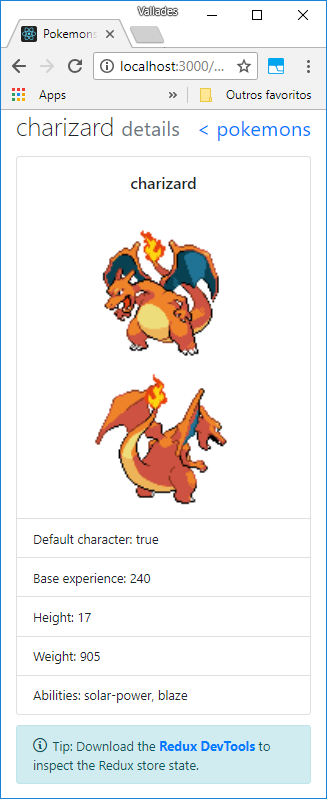 Vallades
Pokemons
localhost:3000/...
Apps » Outros favoritos
charizard details < pokemons
charizard
Default character: true
Base experience: 240
Height: 17
Weight: 905
Abilities: solar-power, blaze
Tip: Download the Redux DevTools to
inspect the Redux store state.